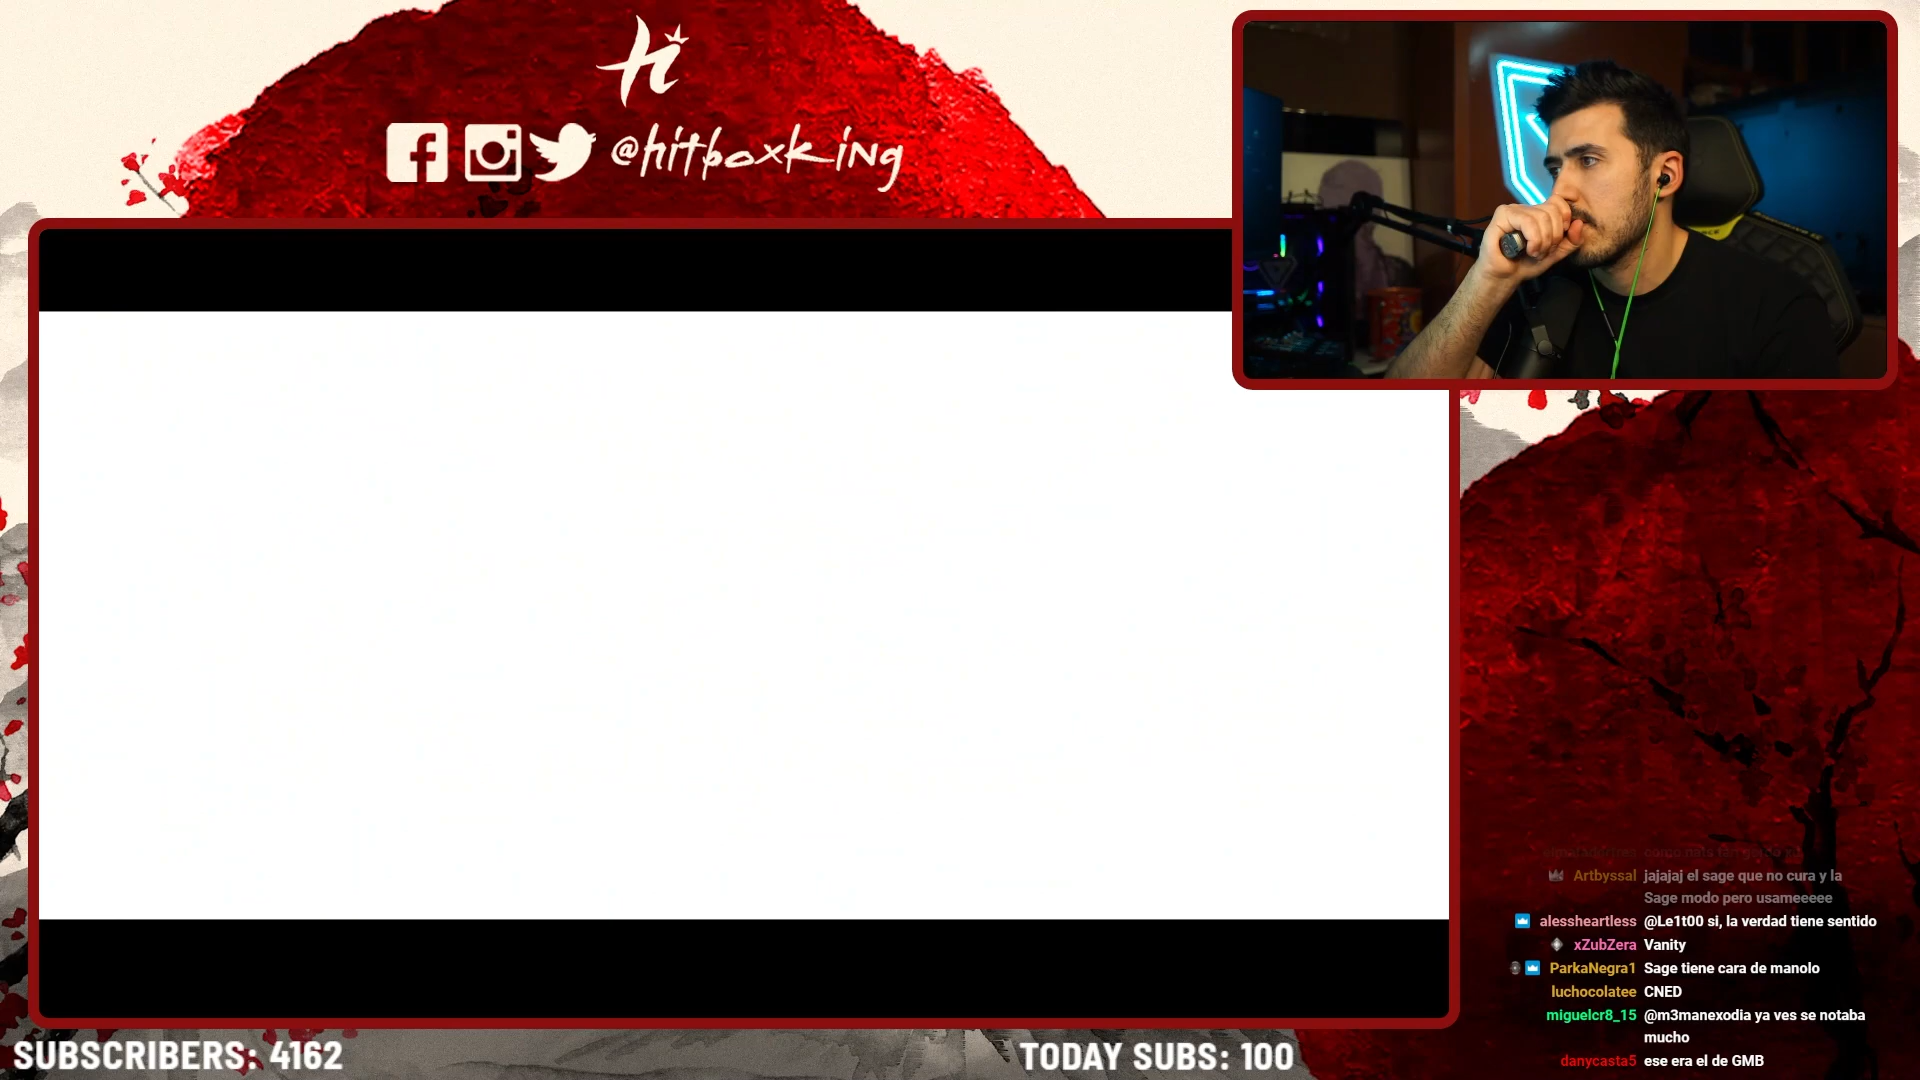 @hitboxking
Artbyssal jajajaj el sage que no cura y la
Sage modo pero usameeeee
alessheartless @Le1t00 si, la verdad tiene sentido
xZubZera Vanity
ParkaNegra1 Sage tiene cara de manolo
luchocolatee CNED
miguelcr8_15 @m3manexodia ya ves se notaba
mucho
danycasta5 ese era el de GMB
SUBSCRIBERS: 4162
TODAY SUBS: 100